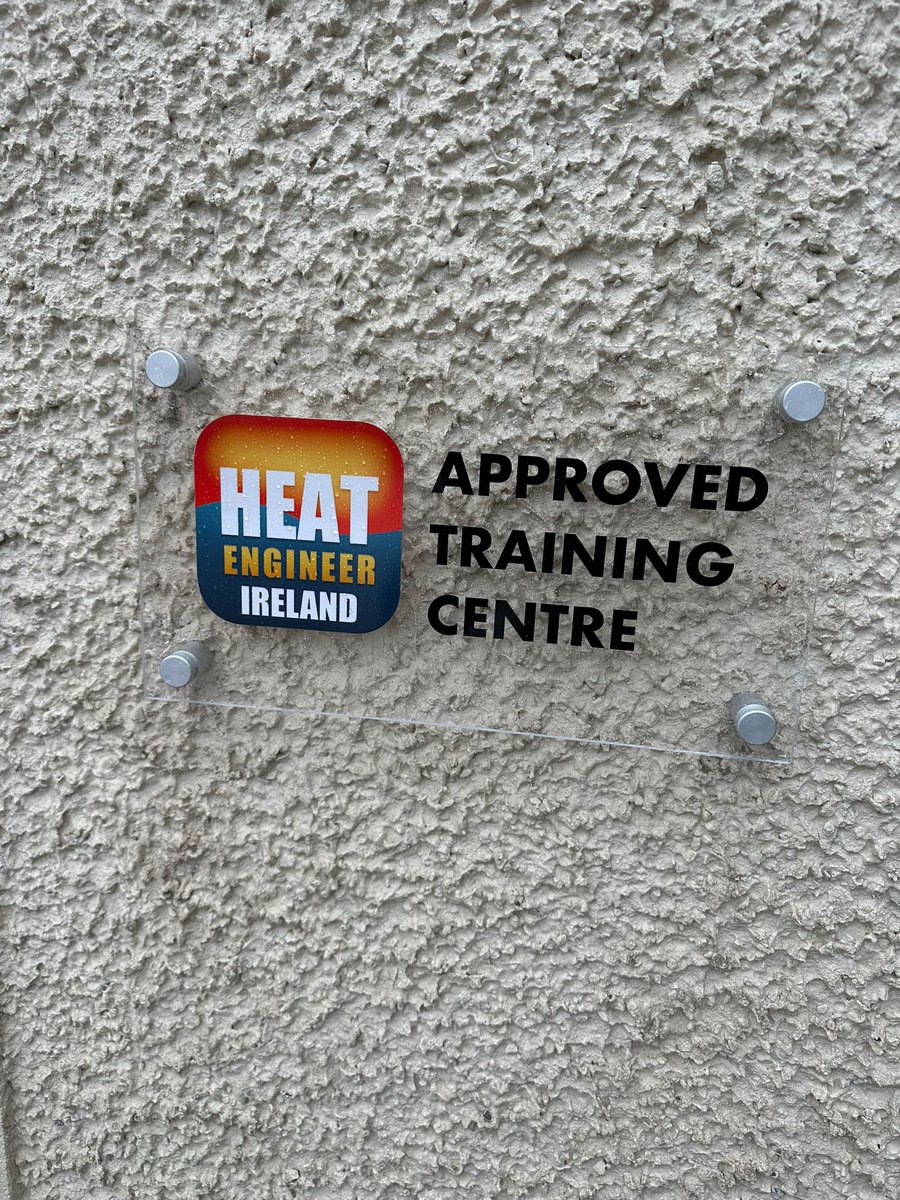 HEAT
ENGINEER
IRELAND
APPROVED
TRAINING
CENTRE